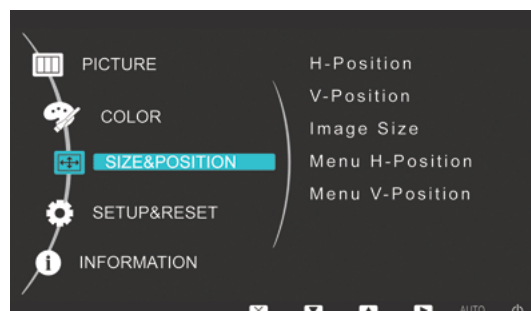 PICTURE
COLOR
SIZE&POSITION
SETUP&RESET
INFORMATION
H-Position
V-Position
Image Size
Menu H-Position
Menu V-Position
AUTO